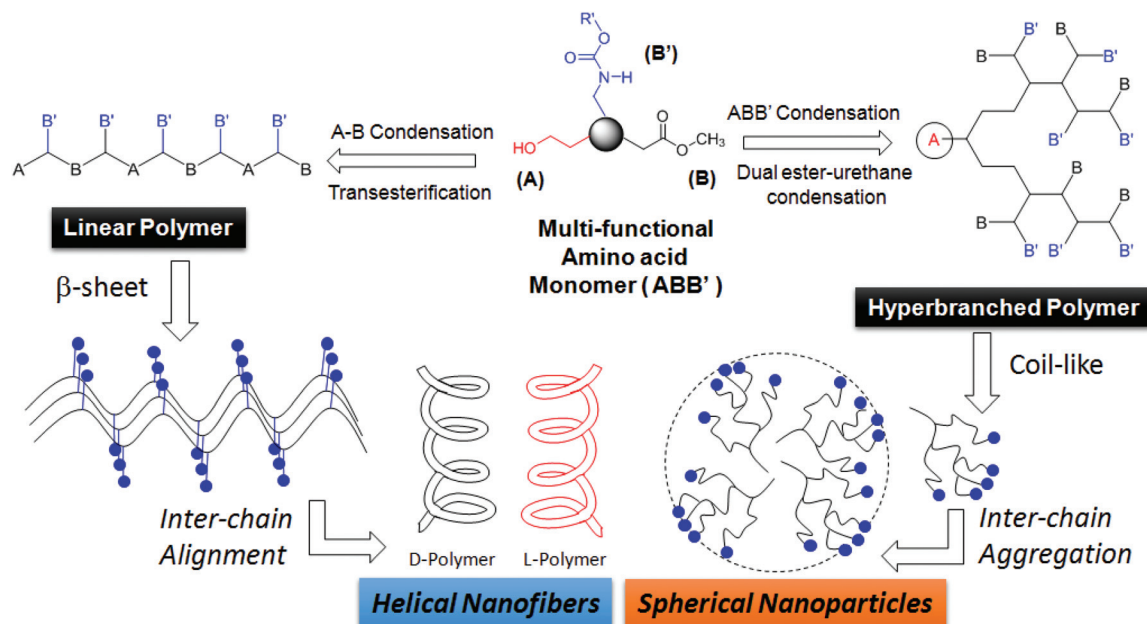 R'
O
O
N-H
(B')
HO
(A)
O
O
CH₃
(B)
Multi-functional
Amino acid
Monomer ( ABB' )
A-B Condensation
Transesterification
B' B' B' B' B'
A B A B A B
Linear Polymer
β-sheet
Inter-chain
Alignment
D-Polymer L-Polymer
Helical Nanofibers
ABB' Condensation
Dual ester-urethane
condensation
B' B
B B'
B
A
B' B'
B B
B B
B' B' B' B'
Hyperbranched Polymer
Coil-like
Inter-chain
Aggregation
Spherical Nanoparticles